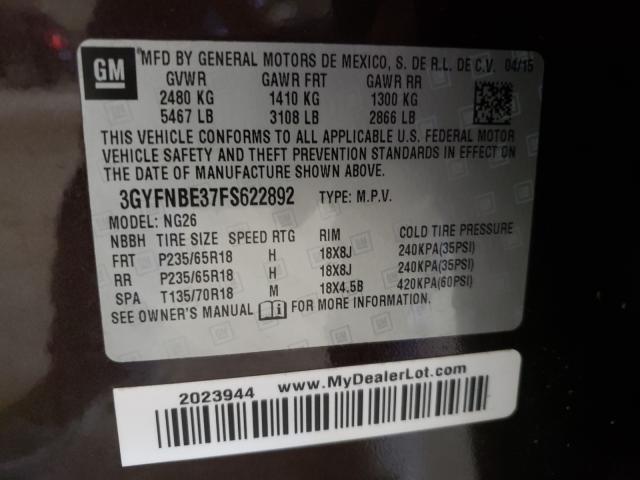 GM
MFD BY GENERAL MOTORS DE MEXICO, S. DE R.L. DE C.V. 04/15
GVWR GAWR FRT GAWR RR
2480 KG 1410 KG 1300 KG
5467 LB 3108 LB 2866 LB
THIS VEHICLE CONFORMS TO ALL APPLICABLE U.S. FEDERAL MOTOR
VEHICLE SAFETY AND THEFT PREVENTION STANDARDS IN EFFECT ON
THE DATE OF MANUFACTURE SHOWN ABOVE.
3GYFNBE37FS622892 TYPE: M.P.V.
MODEL: NG26
NBBH TIRE SIZE SPEED RTG RIM COLD TIRE PRESSURE
FRT P235/65R18 H 18X8J 240KPA(35PSI)
RR P235/65R18 H 18X8J 240KPA(35PSI)
SPA T135/70R18 M 18X4.5B 420KPA(60PSI)
SEE OWNER'S MANUAL FOR MORE INFORMATION.
2023944 www.MyDealerLot.com